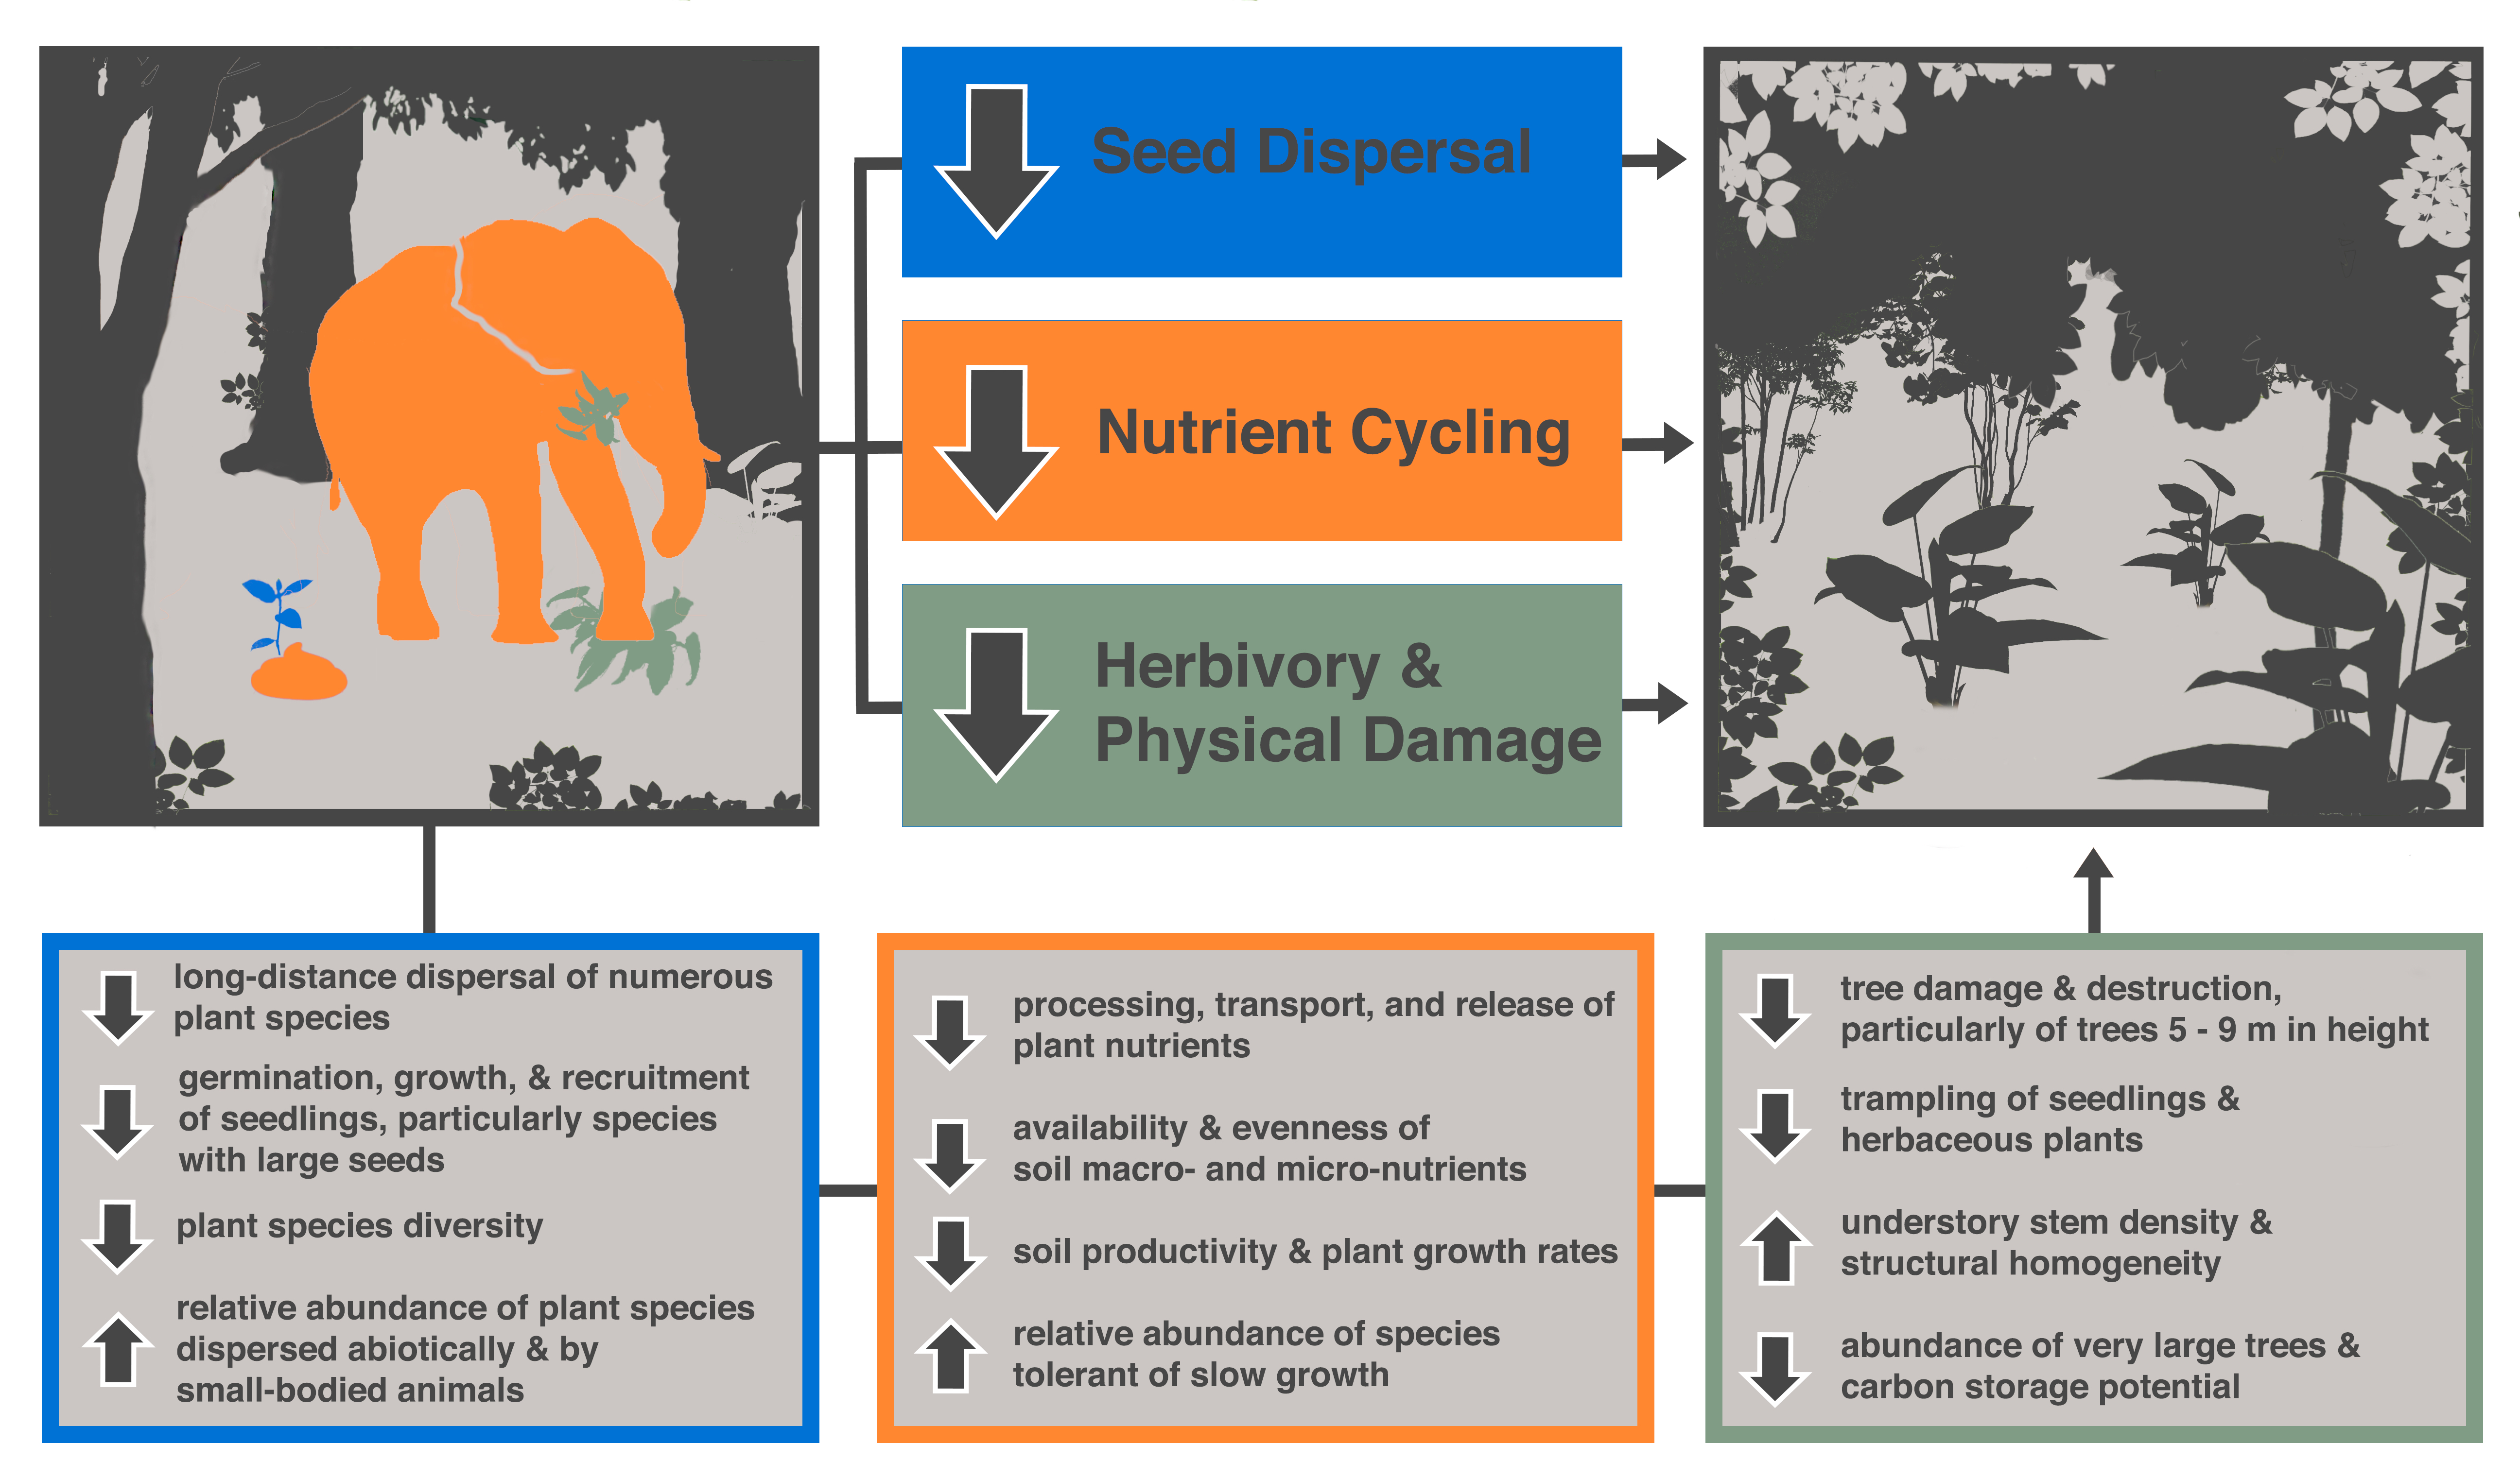 Seed Dispersal
Nutrient Cycling
Herbivory &
Physical Damage
long-distance dispersal of numerous
plant species
germination, growth, & recruitment
of seedlings, particularly species
with large seeds
plant species diversity
relative abundance of plant species
dispersed abiotically & by
small-bodied animals
processing, transport, and release of
plant nutrients
availability & evenness of
soil macro- and micro-nutrients
soil productivity & plant growth rates
relative abundance of species
tolerant of slow growth
tree damage & destruction,
particularly of trees 5 - 9 m in height
trampling of seedlings &
herbaceous plants
understory stem density &
structural homogeneity
abundance of very large trees &
carbon storage potential